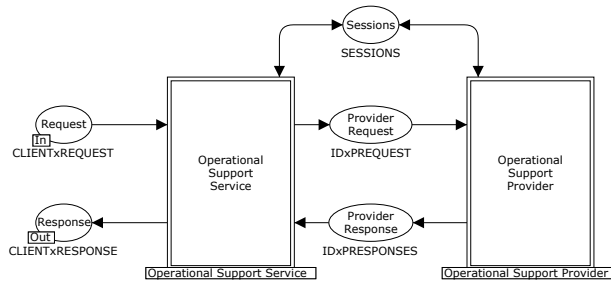 Sessions
SESSIONS
Request
In
CLIENTxREQUEST
Operational
Support
Service
Provider
Request
IDxPREQUEST
Operational
Support
Provider
Response
Out
CLIENTxRESPONSE
Provider
Response
IDxPRESPONSES
Operational Support Service
Operational Support Provider